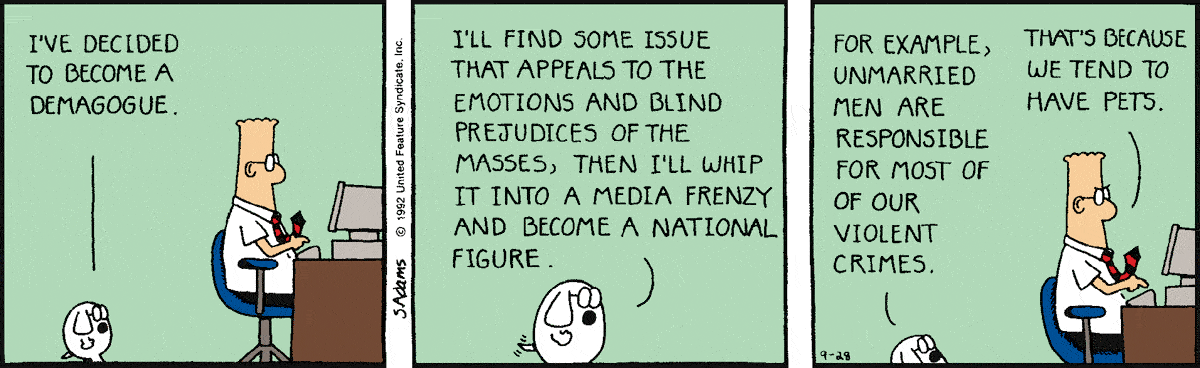 I'VE DECIDED
TO BECOME A
DEMAGOGUE.
© 1992 United Feature Syndicate, Inc.
S.Adams
I'LL FIND SOME ISSUE
THAT APPEALS TO THE
EMOTIONS AND BLIND
PREJUDICES OF THE
MASSES, THEN I'LL WHIP
IT INTO A MEDIA FRENZY
AND BECOME A NATIONAL
FIGURE.
FOR EXAMPLE,
UNMARRIED
MEN ARE
RESPONSIBLE
FOR MOST OF
OF OUR
VIOLENT
CRIMES.
THAT'S BECAUSE
WE TEND TO
HAVE PETS.
9-28